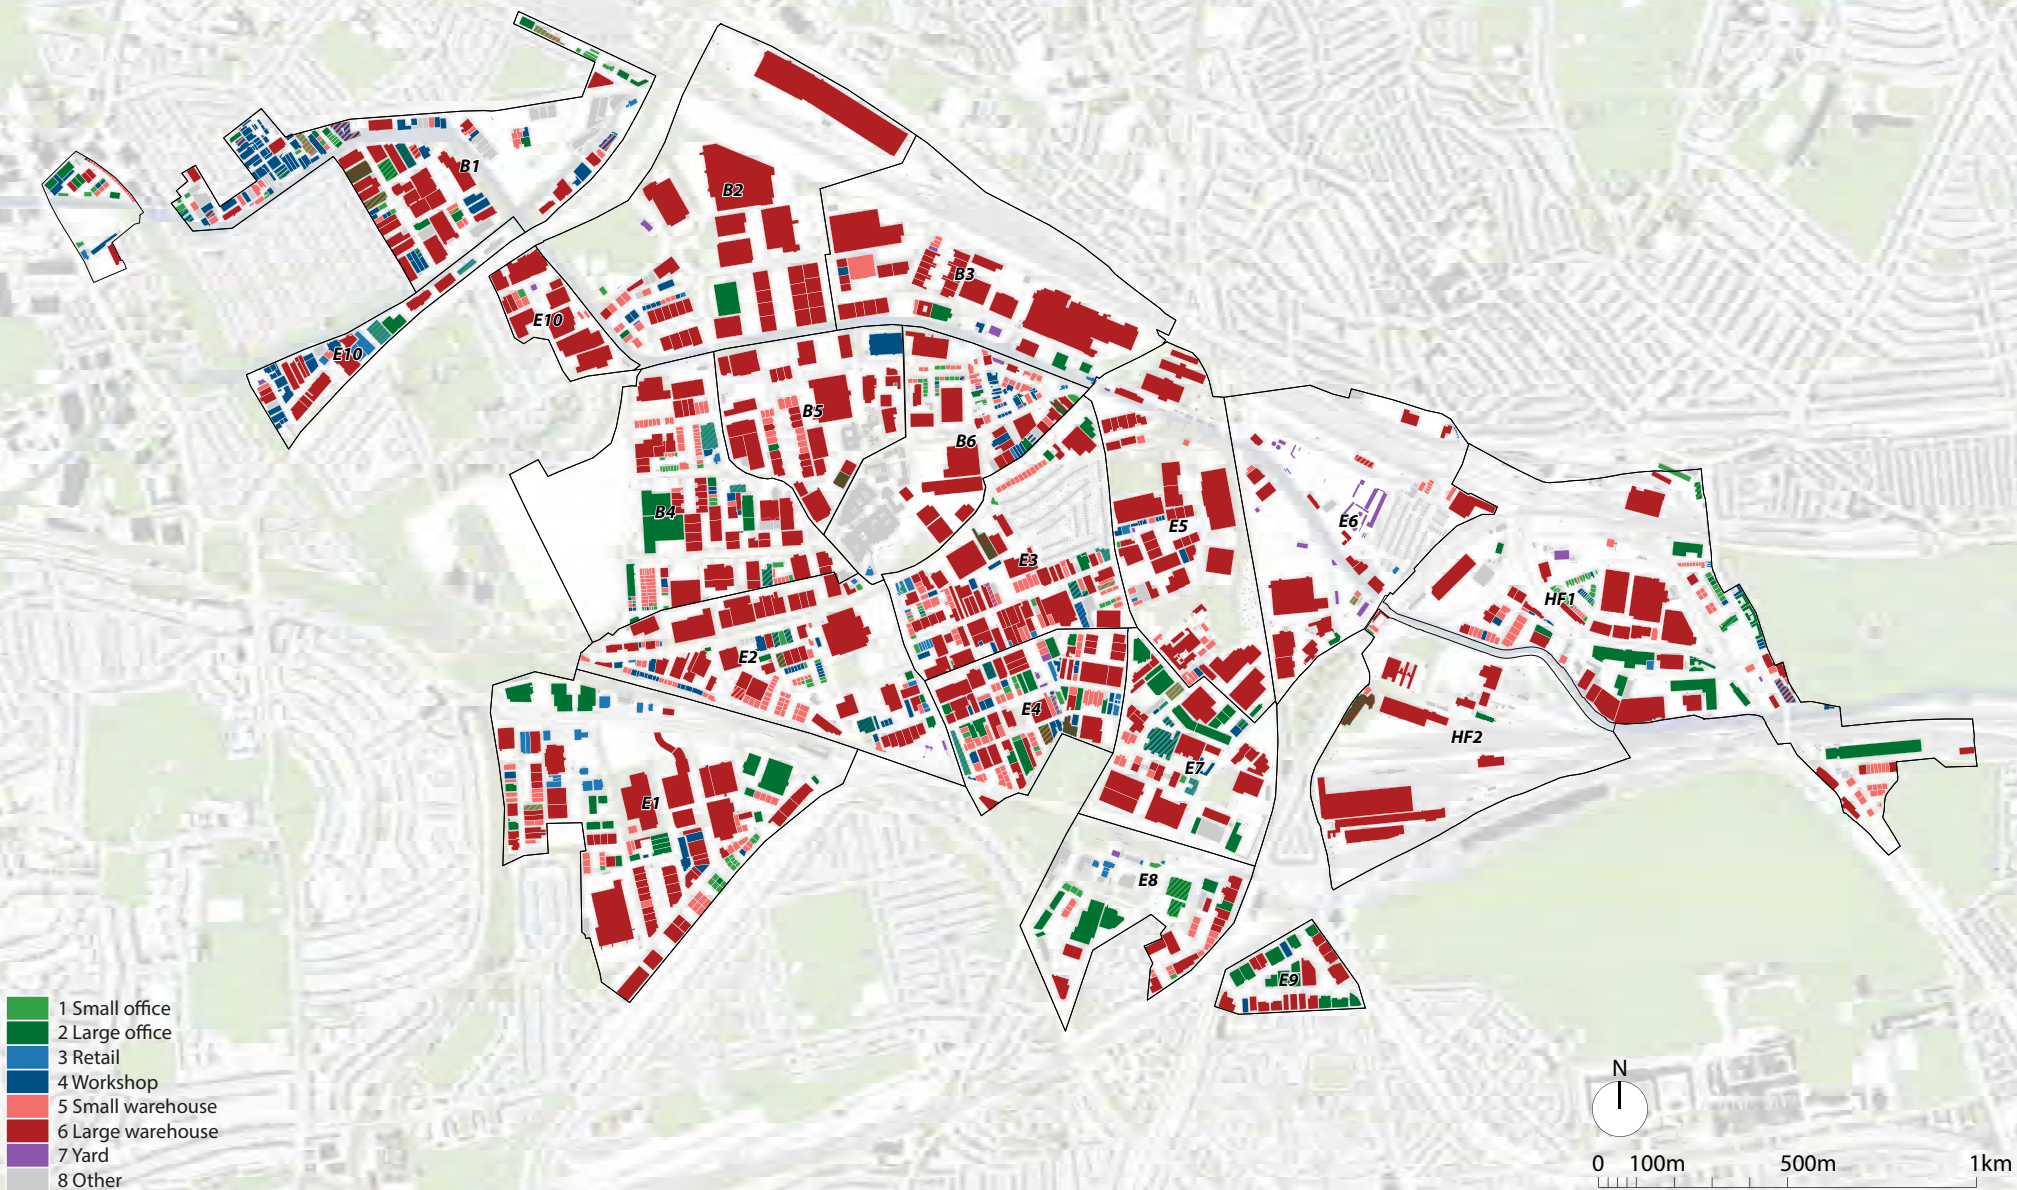 B1
B2
B3
E10
E10
B5
B6
B4
E5
E6
E3
HF1
E2
E4
HF2
E7
E1
E8
E9
1 Small office
2 Large office
3 Retail
4 Workshop
5 Small warehouse
6 Large warehouse
7 Yard
8 Other
N
0 100m 500m 1km